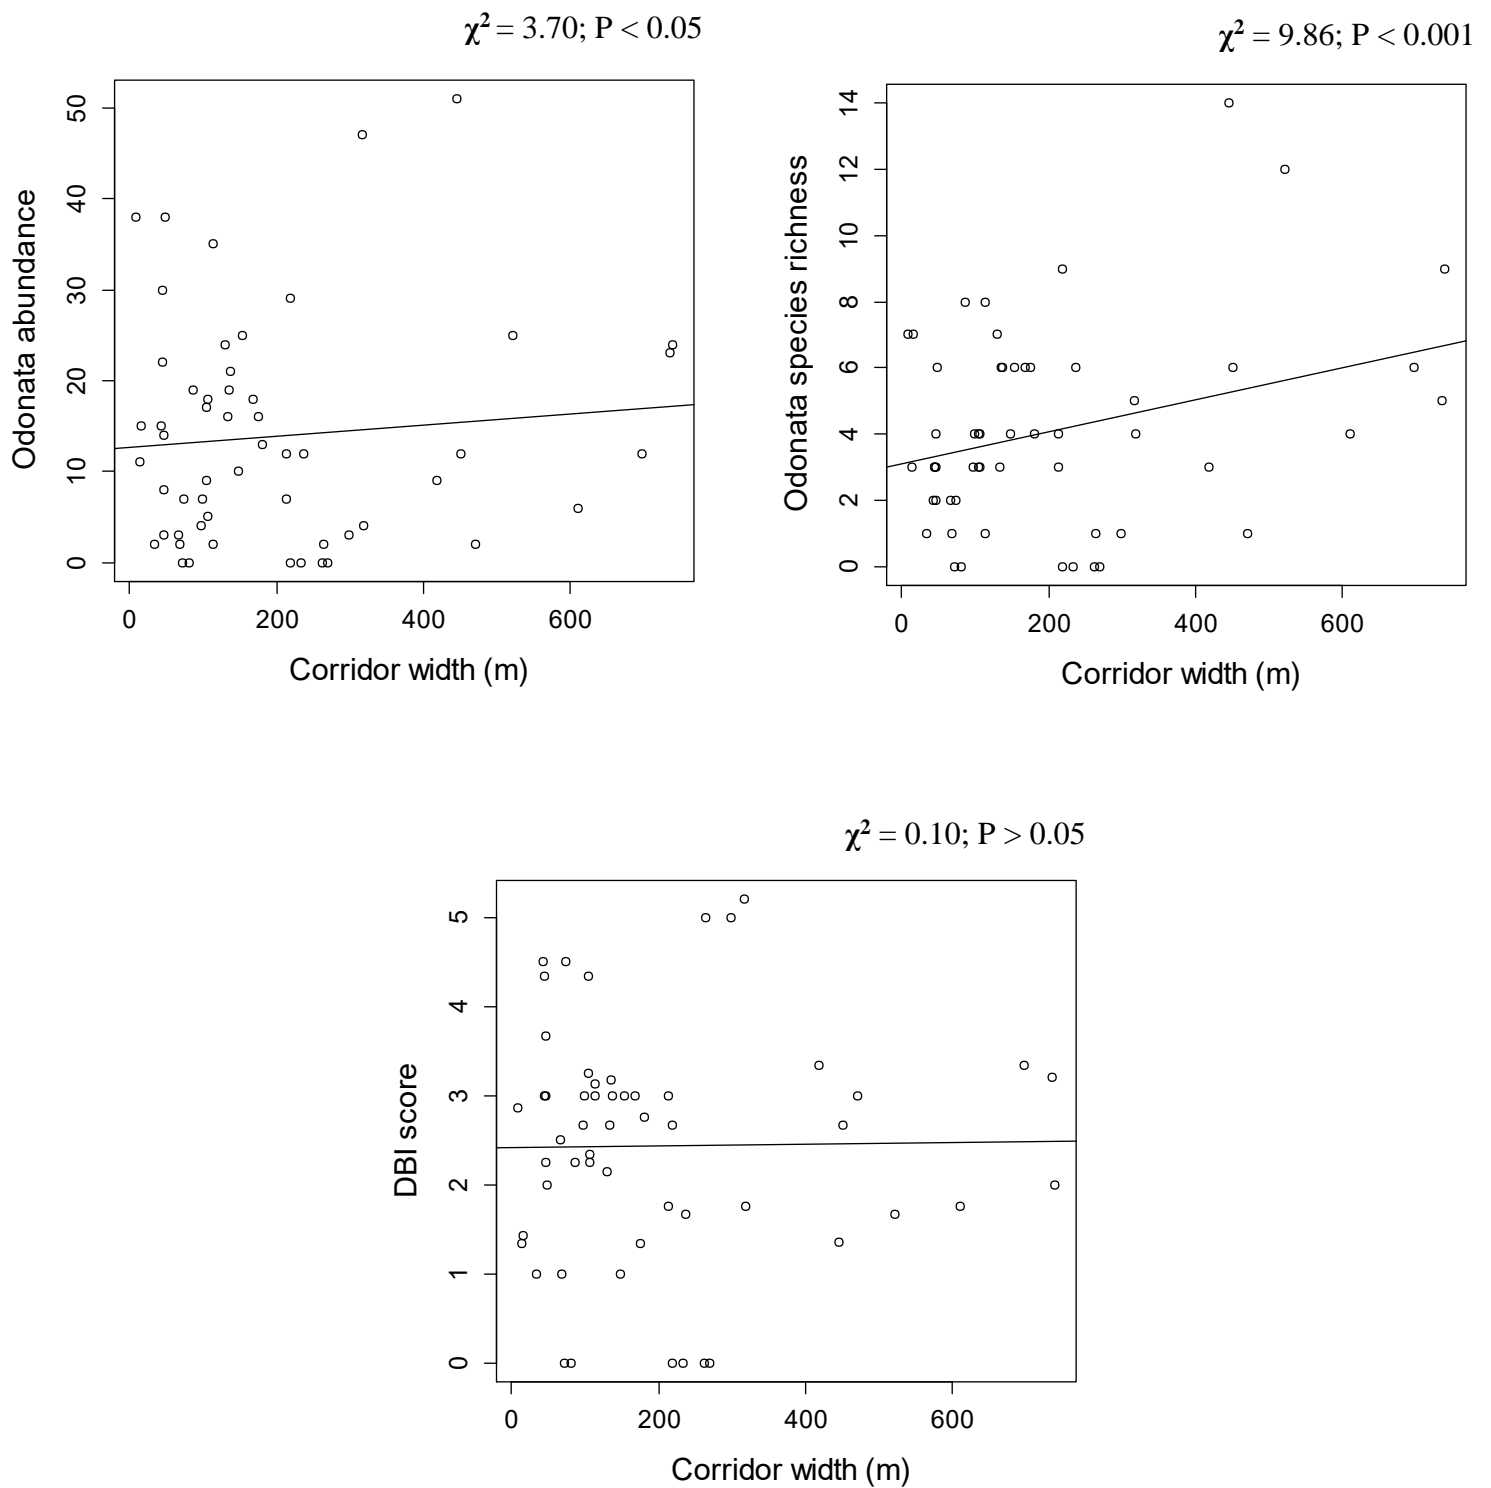 χ² = 3.70; P < 0.05
Odonata abundance
50
40
30
20
10
0
0 200 400 600
Corridor width (m)
χ² = 9.86; P < 0.001
Odonata species richness
14
12
10
8
6
4
2
0
0 200 400 600
Corridor width (m)
χ² = 0.10; P > 0.05
DBI score
5
4
3
2
1
0
0 200 400 600
Corridor width (m)